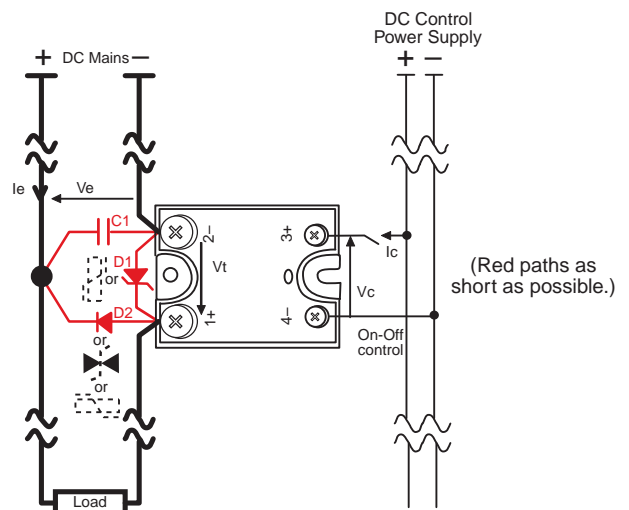 + DC Mains −
DC Control
Power Supply
+ −
Ie
Ve
C1
2−
3+
Ic
D1
or
Vt
Vc
(Red paths as
short as possible.)
D2
1+
4−
On-Off
control
or
or
Load